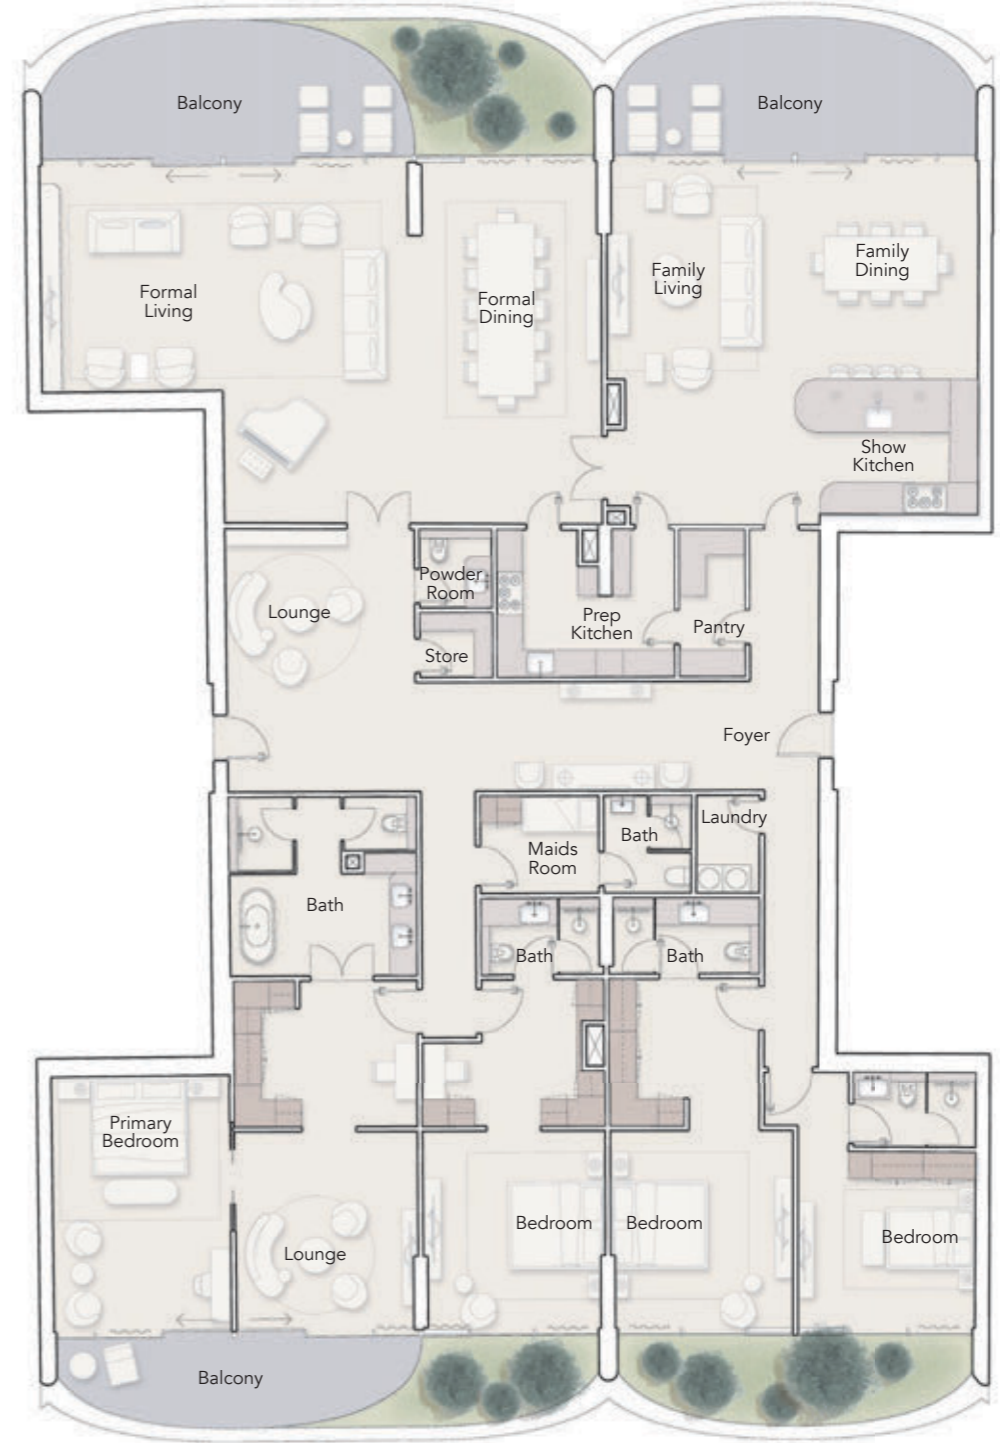 Balcony
Balcony
Formal
Living
Formal
Dining
Family
Living
Family
Dining
Show
Kitchen
Lounge
Powder
Room
Store
Prep
Kitchen
Pantry
Foyer
Bath
Maids
Room
Bath
Laundry
Bath
Bath
Primary
Bedroom
Lounge
Bedroom
Bedroom
Bedroom
Balcony